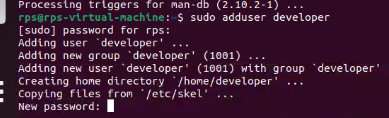 Processing triggers for man-db (2.10.2-1) ...
rps@rps-virtual-machine:~$ sudo adduser developer
[sudo] password for rps:
Adding user `developer' ...
Adding new group `developer' (1001) ...
Adding new user `developer' (1001) with group `developer'
Creating home directory `/home/developer' ...
Copying files from `/etc/skel' ...
New password: